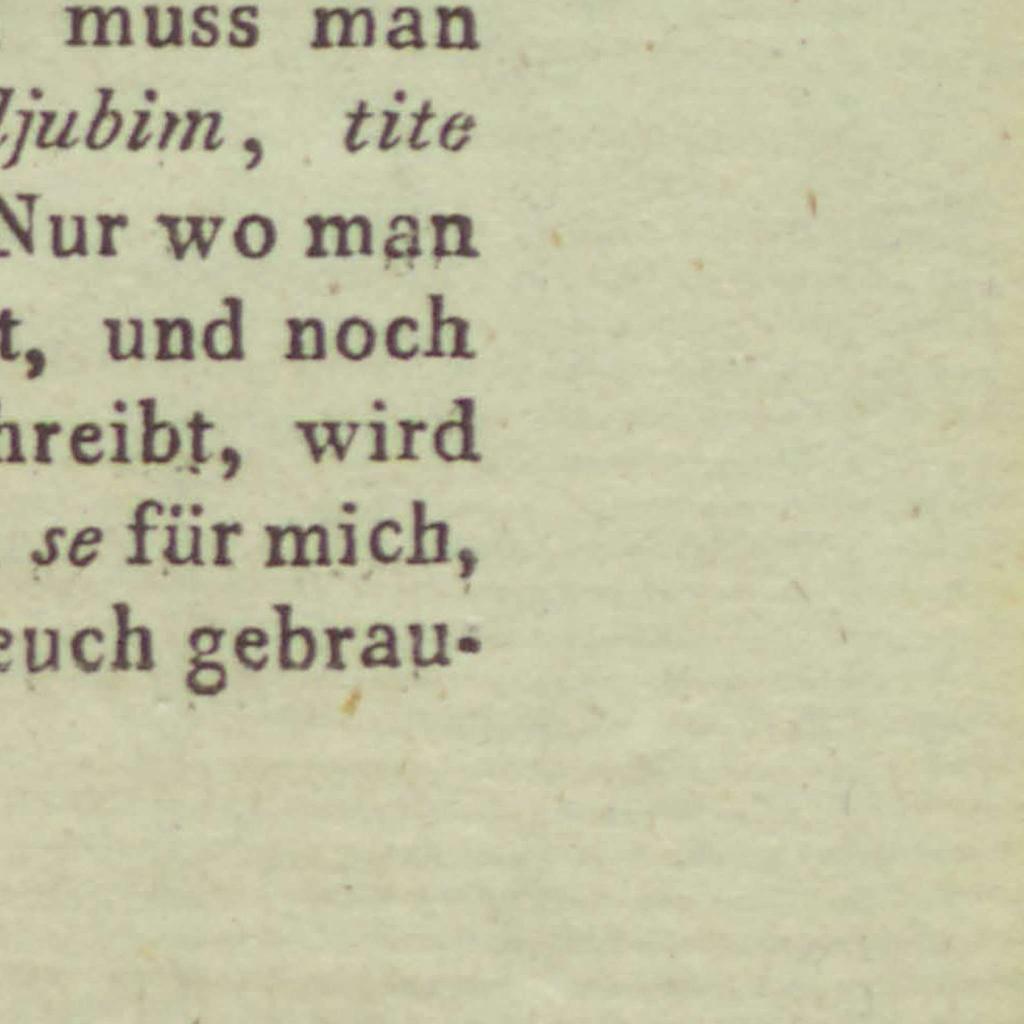 muss man
ljubim, tite
Nur wo man
t, und noch
hreibt, wird
se für mich,
euch gebrau-